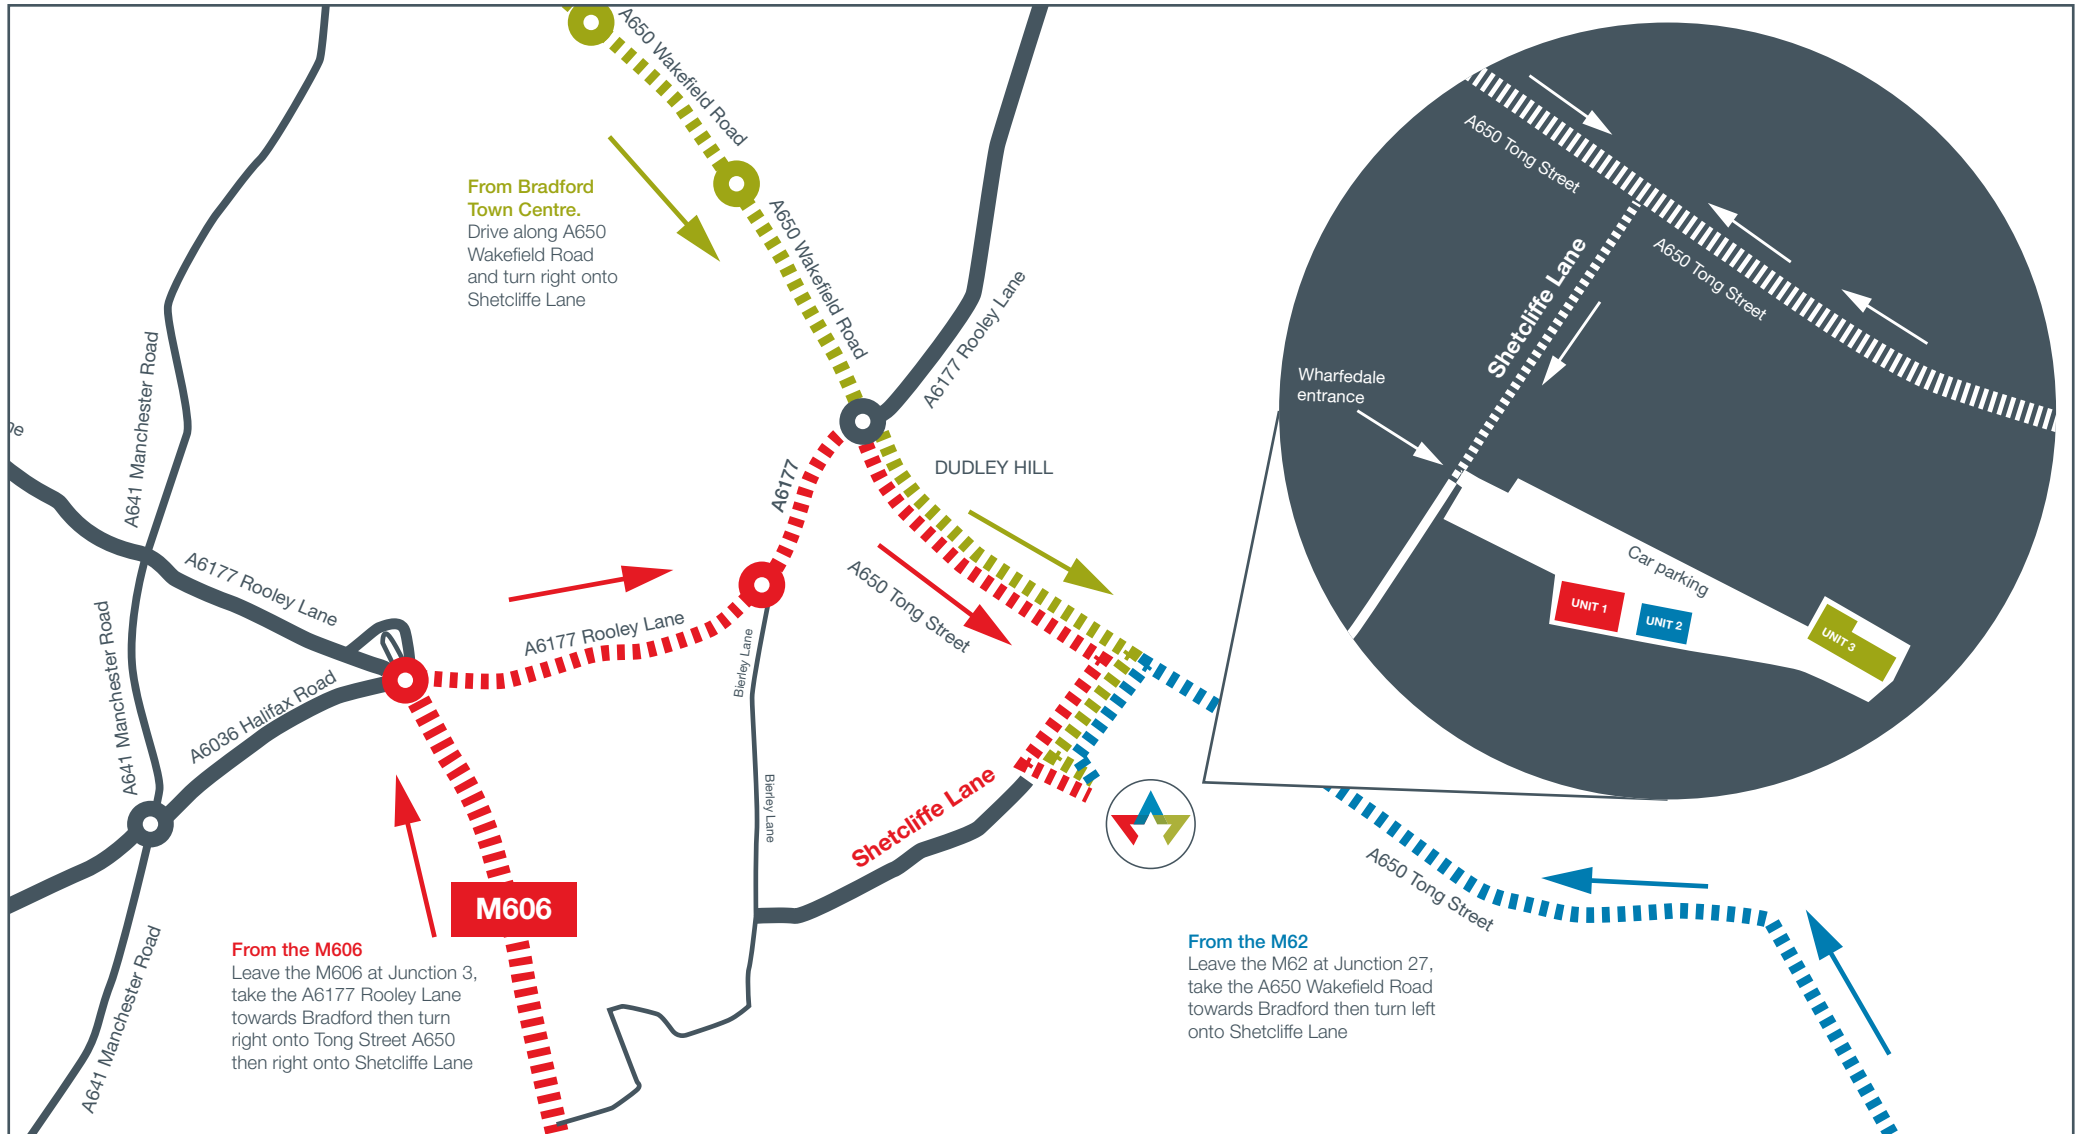 A650 Wakefield Road
From Bradford
Town Centre.
Drive along A650
Wakefield Road
and turn right onto
Shetcliffe Lane
A650 Wakefield Road
A6177 Rooley Lane
A641 Manchester Road
ne
A6177
DUDLEY HILL
A6177 Rooley Lane
A650 Tong Street
A6177 Rooley Lane
A641 Manchester Road
A6036 Halifax Road
Bierley Lane
Bierley Lane
Shetcliffe Lane
M606
From the M606
Leave the M606 at Junction 3,
take the A6177 Rooley Lane
towards Bradford then turn
right onto Tong Street A650
then right onto Shetcliffe Lane
A641 Manchester Road
A650 Tong Street
From the M62
Leave the M62 at Junction 27,
take the A650 Wakefield Road
towards Bradford then turn left
onto Shetcliffe Lane
A650 Tong Street
A650 Tong Street
Shetcliffe Lane
Wharfedale
entrance
Car parking
UNIT 1
UNIT 2
UNIT 3